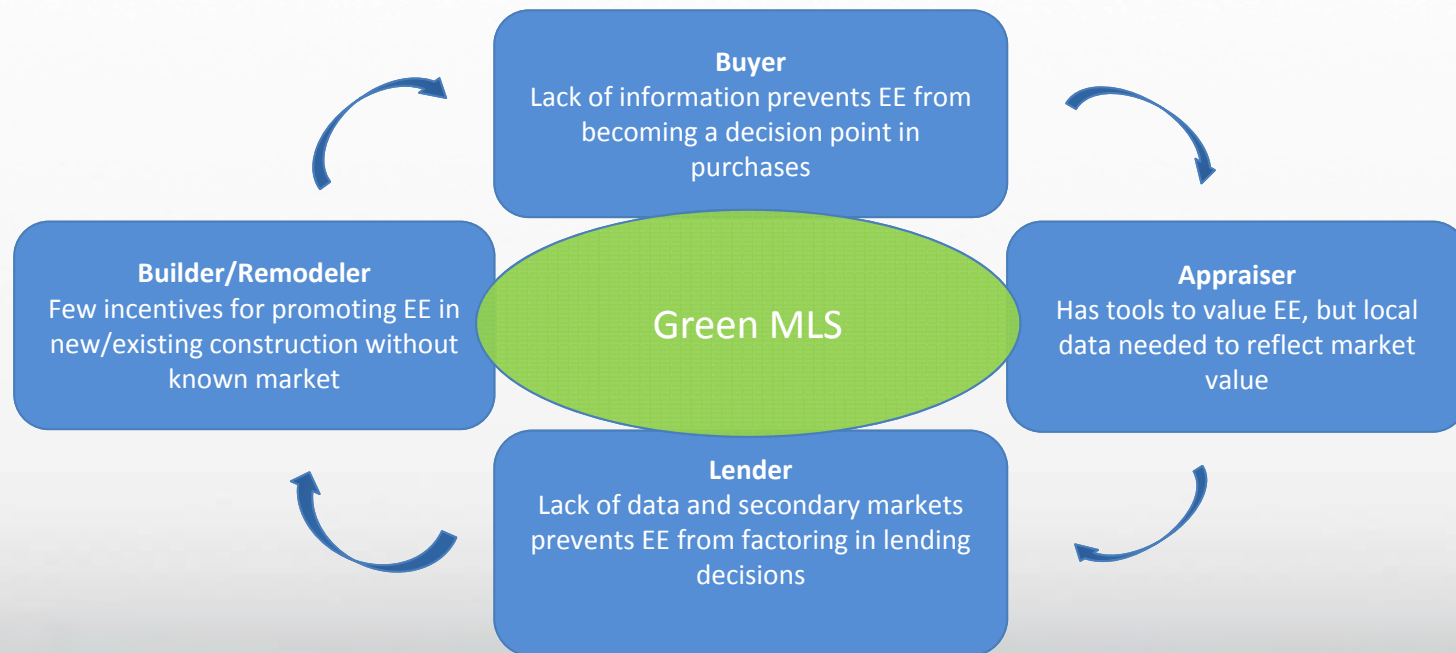 Buyer
Lack of information prevents EE from
becoming a decision point in
purchases
Builder/Remodeler
Few incentives for promoting EE in
new/existing construction without
known market
Green MLS
Appraiser
Has tools to value EE, but local
data needed to reflect market
value
Lender
Lack of data and secondary markets
prevents EE from factoring in lending
decisions